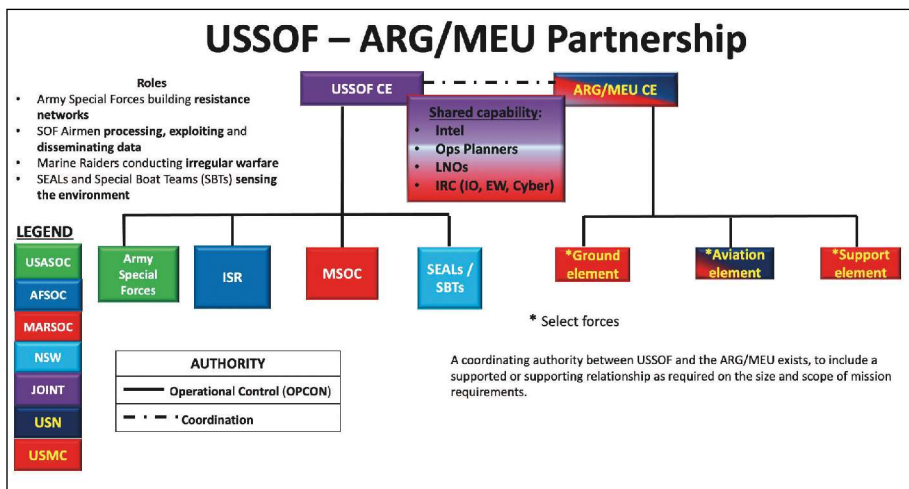 USSOF – ARG/MEU Partnership
Roles
• Army Special Forces building resistance
networks
• SOF Airmen processing, exploiting and
disseminating data
• Marine Raiders conducting irregular warfare
• SEALs and Special Boat Teams (SBTs) sensing
the environment
USSOF CE
ARG/MEU CE
Shared capability:
• Intel
• Ops Planners
• LNOs
• IRC (IO, EW, Cyber)
LEGEND
USASOC
AFSOC
MARSOC
NSW
JOINT
USN
USMC
Army
Special
Forces
ISR
MSOC
SEALs /
SBTs
*Ground
element
*Aviation
element
*Support
element
* Select forces
AUTHORITY
Operational Control (OPCON)
Coordination
A coordinating authority between USSOF and the ARG/MEU exists, to include a
supported or supporting relationship as required on the size and scope of mission
requirements.